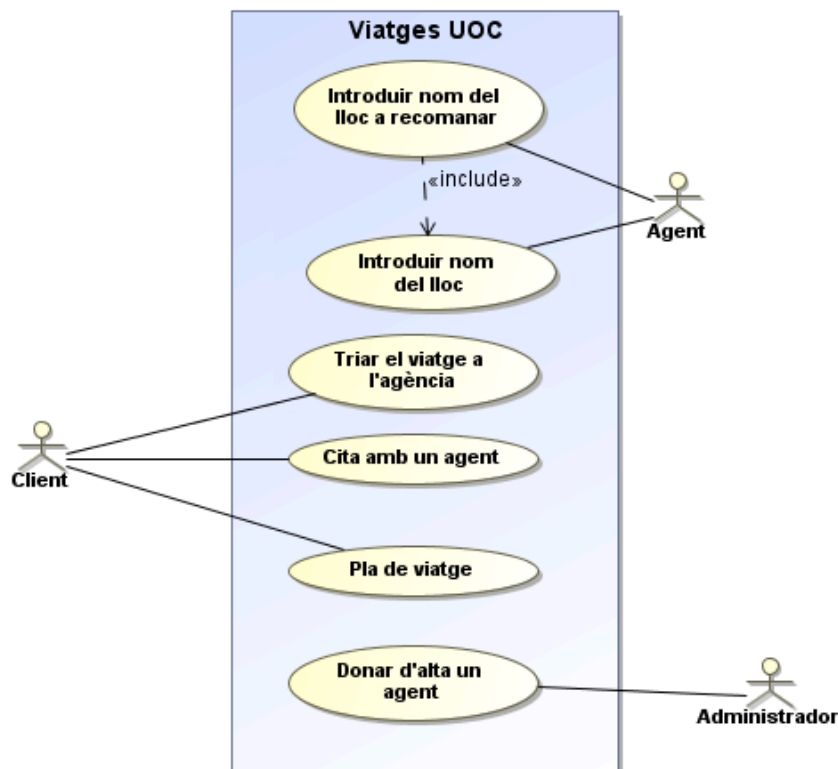 Viatges UOC
Introduir nom del
lloc a recomanar
«include»
Agent
Introduir nom
del lloc
Triar el viatge a
l'agència
Client
Cita amb un agent
Pla de viatge
Donar d'alta un
agent
Administrador